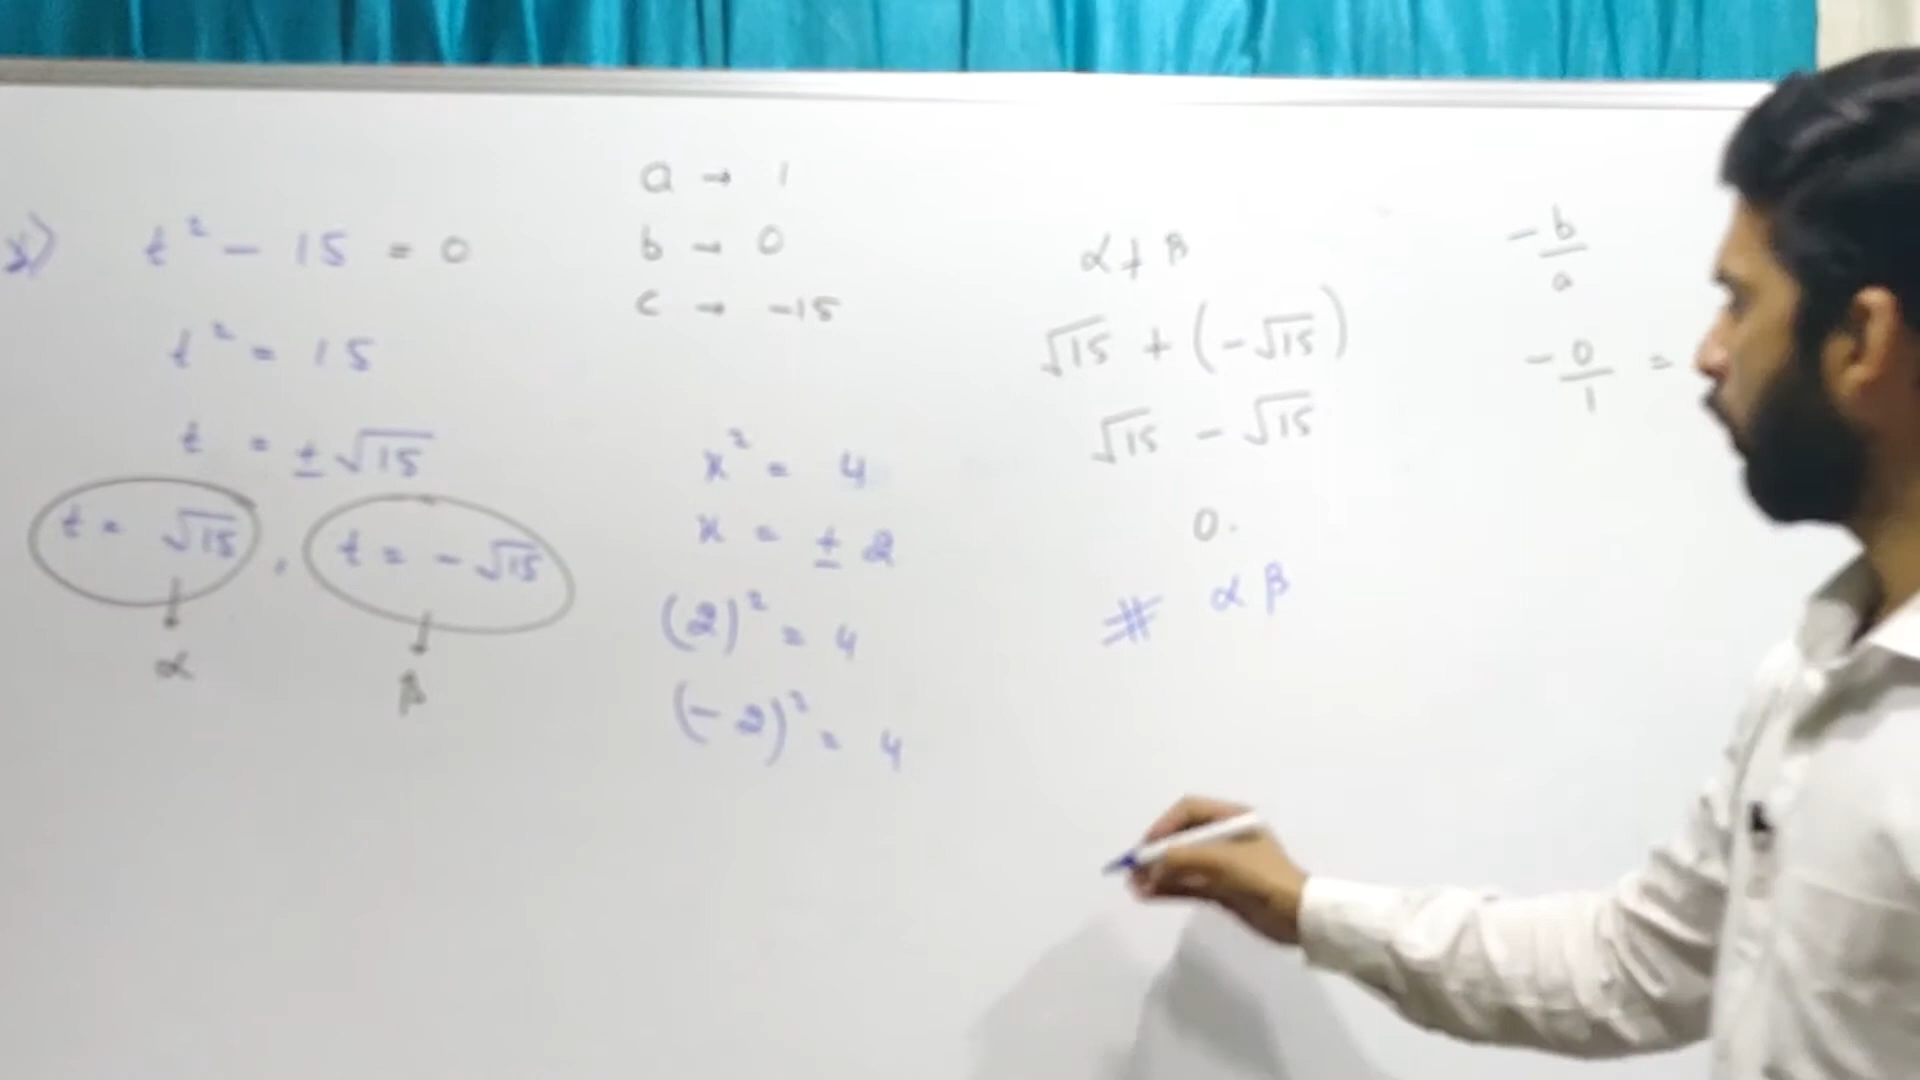 t² - 15 = 0
t² = 15
t = ± √15
t = √15 , t = - √15
α
β
a → 1
b → 0
c → -15
x² = 4
x = ± 2
(2)² = 4
(- 2)² = 4
α + β
√15 + (-√15)
√15 - √15
0.
# α β
- b/a
- 0/1 =